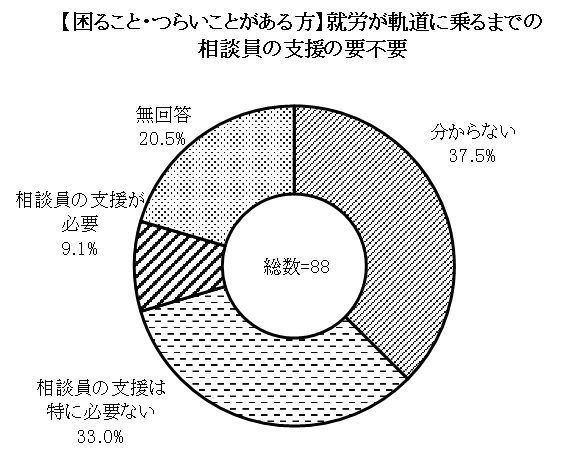 【困ること・つらいことがある方】就労が軌道に乗るまでの
相談員の支援の要不要
無回答
20.5%
分からない
37.5%
相談員の支援が
必要
9.1%
総数=88
相談員の支援は
特に必要ない
33.0%